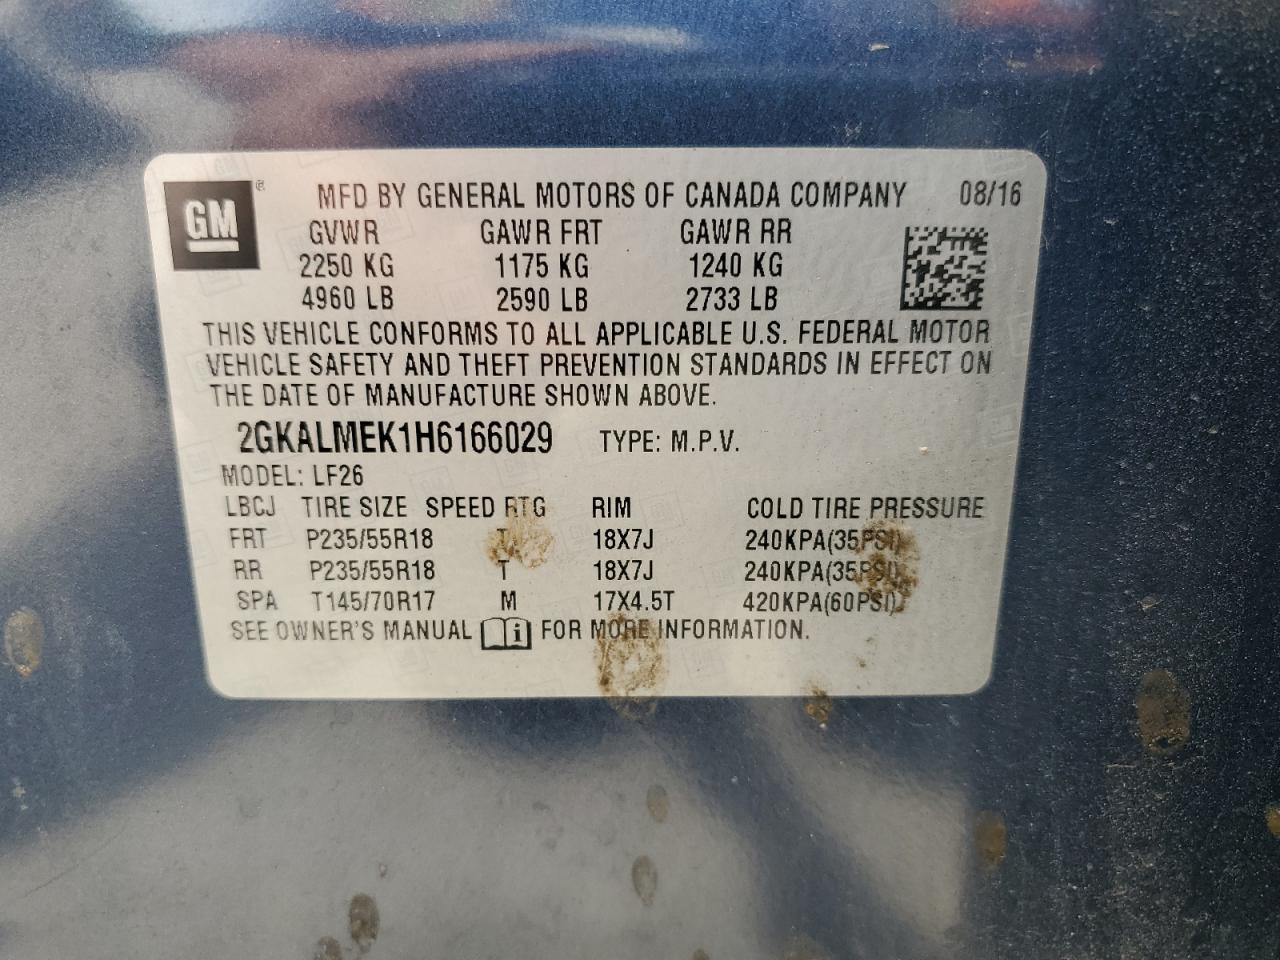 GM ® MFD BY GENERAL MOTORS OF CANADA COMPANY 08/16
GVWR GAWR FRT GAWR RR
2250 KG 1175 KG 1240 KG
4960 LB 2590 LB 2733 LB
THIS VEHICLE CONFORMS TO ALL APPLICABLE U.S. FEDERAL MOTOR
VEHICLE SAFETY AND THEFT PREVENTION STANDARDS IN EFFECT ON
THE DATE OF MANUFACTURE SHOWN ABOVE.
2GKALMEK1H6166029 TYPE: M.P.V.
MODEL: LF26
LBCJ TIRE SIZE SPEED RTG RIM COLD TIRE PRESSURE
FRT P235/55R18 T 18X7J 240KPA(35PSI)
RR P235/55R18 T 18X7J 240KPA(35PSI)
SPA T145/70R17 M 17X4.5T 420KPA(60PSI)
SEE OWNER'S MANUAL i FOR MORE INFORMATION.